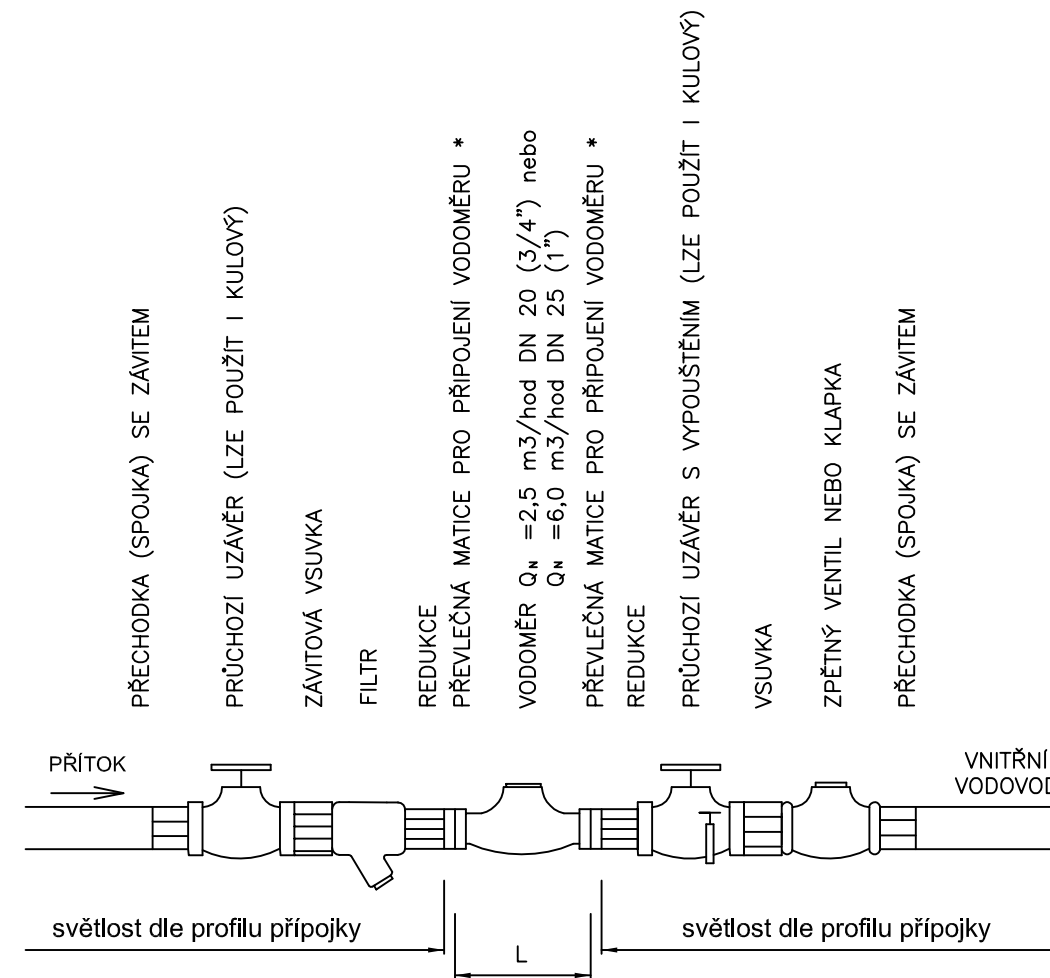 PŘECHODKA (SPOJKA) SE ZÁVITEM
PRŮCHOZÍ UZÁVĚR (LZE POUŽÍT I KULOVÝ)
ZÁVITOVÁ VSUVKA
FILTR
REDUKCE
PŘEVLEČNÁ MATICE PRO PŘIPOJENÍ VODOMĚRU *
VODOMĚR Qɴ =2,5 m3/hod DN 20 (3/4") nebo
Qɴ =6,0 m3/hod DN 25 (1")
PŘEVLEČNÁ MATICE PRO PŘIPOJENÍ VODOMĚRU *
REDUKCE
PRŮCHOZÍ UZÁVĚR S VYPOUŠTĚNÍM (LZE POUŽÍT I KULOVÝ)
VSUVKA
ZPĚTNÝ VENTIL NEBO KLAPKA
PŘECHODKA (SPOJKA) SE ZÁVITEM
PŘÍTOK
VNITŘNÍ
VODOVOD
světlost dle profilu přípojky
L
světlost dle profilu přípojky